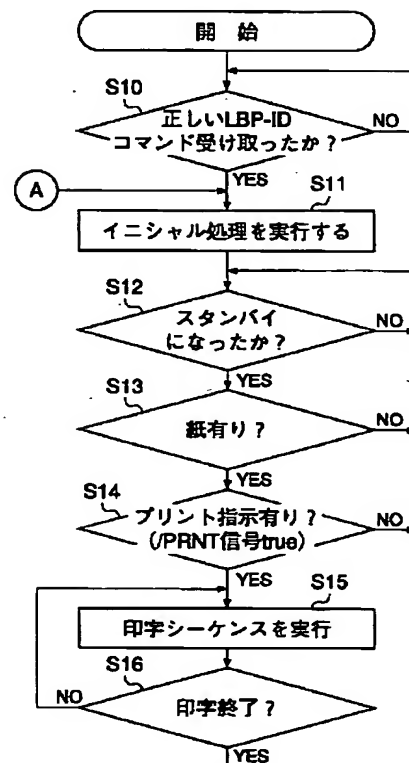 開 始
S10
正しいLBP-ID
コマンド受け取ったか？
NO
YES
A
S11
イニシャル処理を実行する
S12
スタンバイ
になったか？
NO
YES
S13
紙有り？
NO
YES
S14
プリント指示有り？
(/PRNT信号true)
NO
YES
S15
印字シーケンスを実行
S16
印字終了？
NO
YES